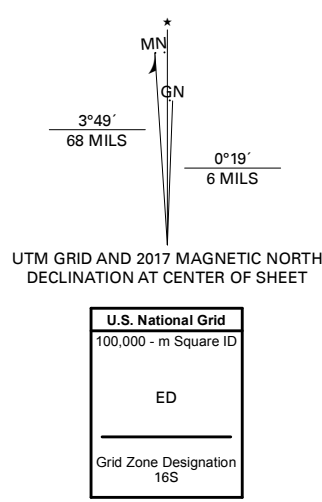 MN
GN
3°49´
68 MILS
0°19´
6 MILS
UTM GRID AND 2017 MAGNETIC NORTH
DECLINATION AT CENTER OF SHEET
U.S. National Grid
100,000 - m Square ID
ED
Grid Zone Designation
16S